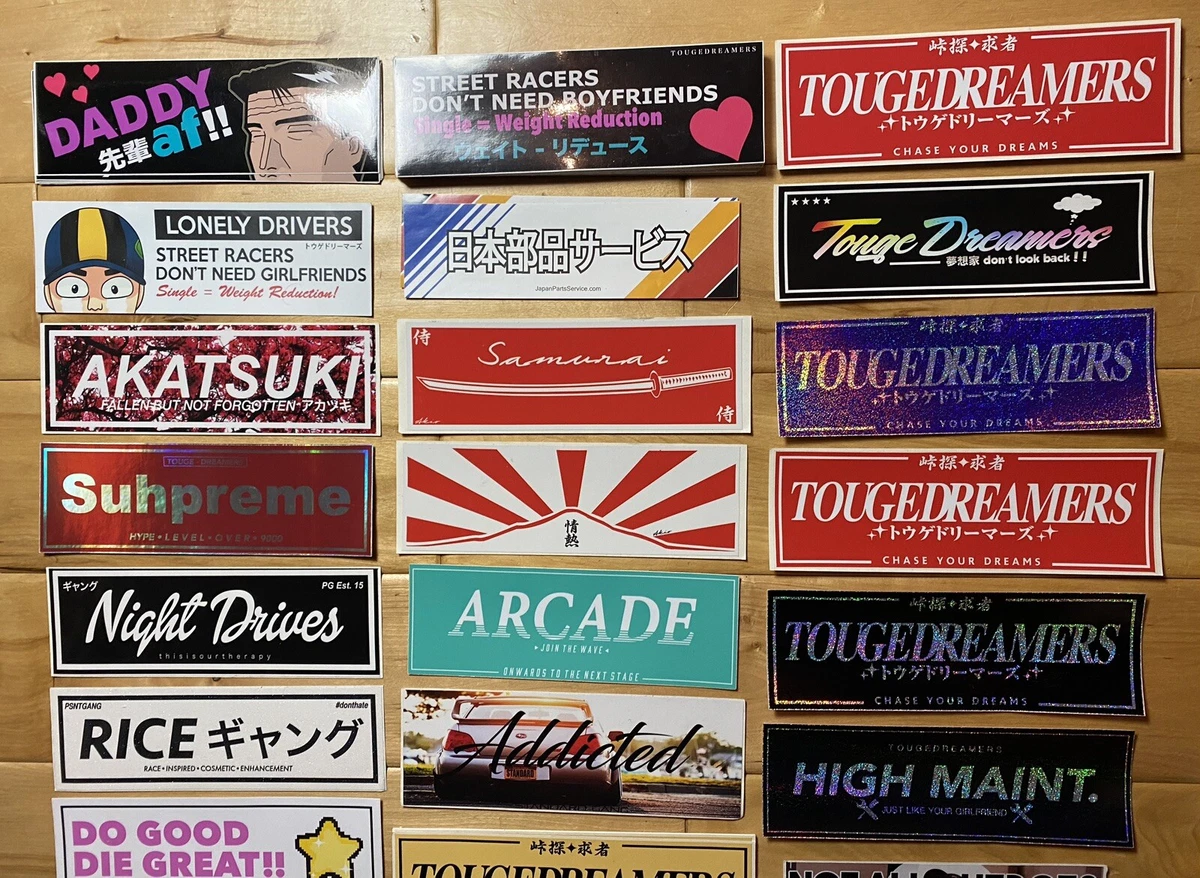 DADDY
先輩 af!!
LONELY DRIVERS
トウゲドリーマーズ
STREET RACERS
DON'T NEED GIRLFRIENDS
Single = Weight Reduction!
AKATSUKI
FALLEN BUT NOT FORGOTTEN アカツキ
TOUGE DREAMERS
Suhpreme
HYPE • LEVEL • OVER • 9000
ギャング
PG Est. 15
Night Drives
thisisourtherapy
PSNTGANG
#donthate
RICE ギャング
RACE • INSPIRED • COSMETIC • ENHANCEMENT
DO GOOD
DIE GREAT!!
TOUGEDREAMERS
STREET RACERS
DON'T NEED BOYFRIENDS
Single = Weight Reduction
ウェイト - リデュース
日本部品サービス
JapanPartsService.com
侍
Samurai
侍
情熱
ARCADE
JOIN THE WAVE
ONWARDS TO THE NEXT STAGE
Addicted
STANDARD
峠探✦求者
TOUGEDREAMERS
峠探✦求者
TOUGEDREAMERS
トウゲドリーマーズ
CHASE YOUR DREAMS
Touge Dreamers
夢想家 don't look back!!
峠探✦求者
TOUGEDREAMERS
トウゲドリーマーズ
CHASE YOUR DREAMS
峠探✦求者
TOUGEDREAMERS
トウゲドリーマーズ
CHASE YOUR DREAMS
峠探✦求者
TOUGEDREAMERS
トウゲドリーマーズ
CHASE YOUR DREAMS
TOUGEDREAMERS
HIGH MAINT.
JUST LIKE YOUR GIRLFRIEND